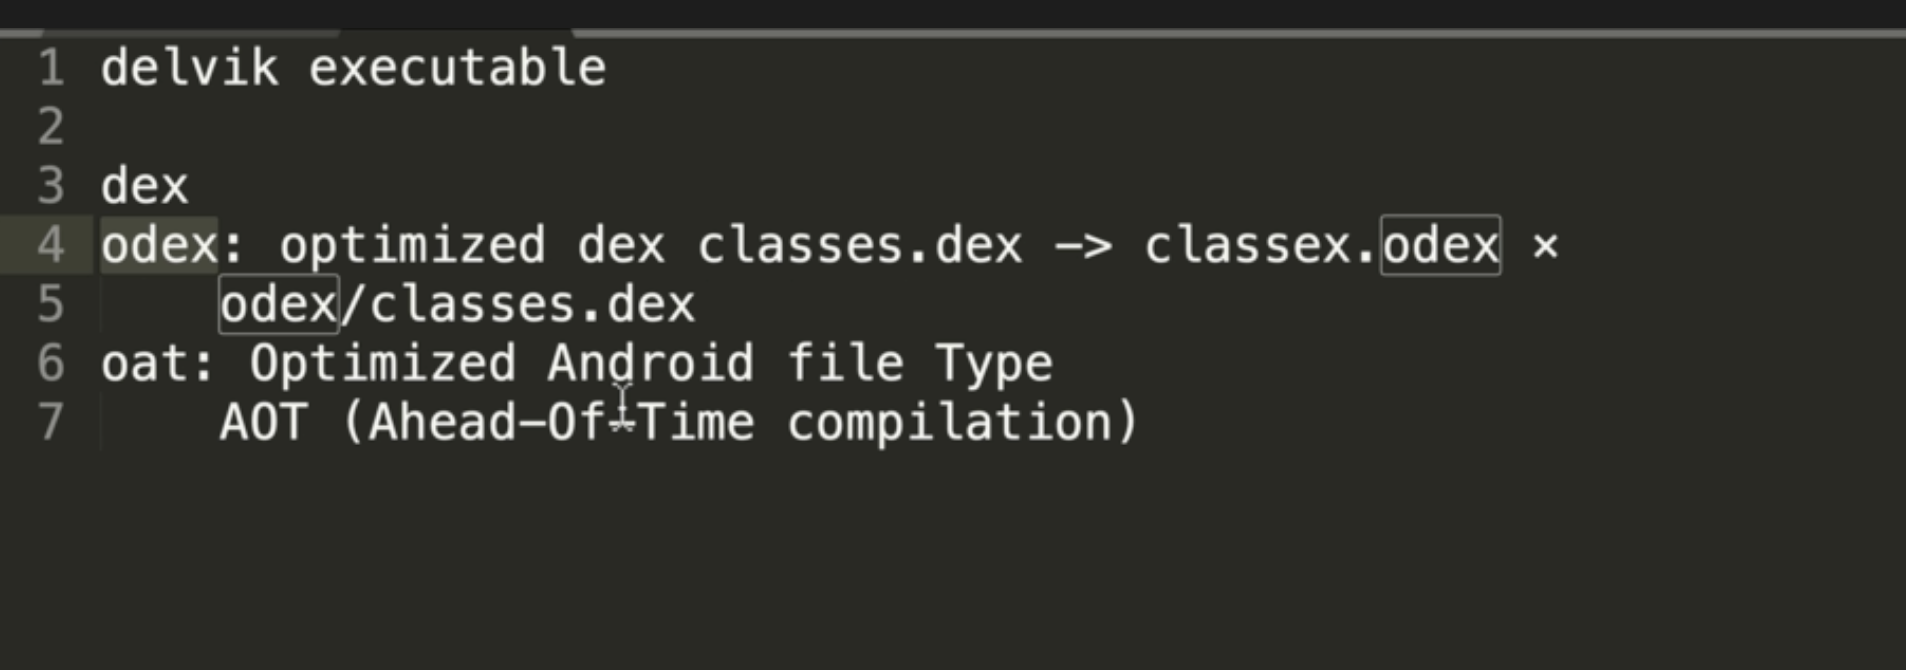 1 delvik executable
2
3 dex
4 odex: optimized dex classes.dex —> classex.odex ×
5 odex/classes.dex
6 oat: Optimized Android file Type
7 AOT (Ahead—Of—Time compilation)